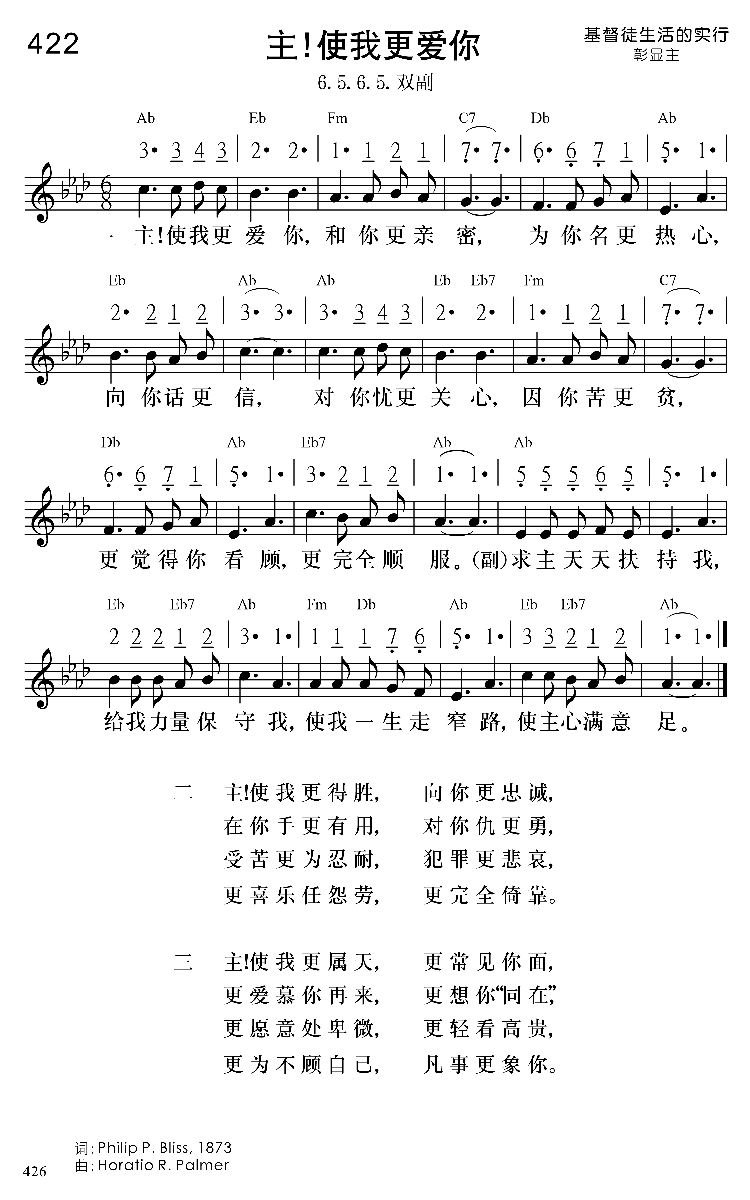 422 主！使我更爱你 基督徒生活的实行
彰显主
6. 5. 6. 5. 双副
Ab Eb Fm C7 Db Ab
3· 3 4 3 2· 2· 1· 1 2 1 7· 7· 6· 6 7 1 5· 1·
主！使我更 爱 你，和 你更亲 密， 为 你名更 热 心，
Eb Ab Ab Eb Eb7 Fm C7
2· 2 1 2 3· 3· 3· 3 4 3 2· 2· 1· 1 2 1 7· 7·
向 你话更 信， 对 你忧更 关 心，因 你苦更 贫，
Db Ab Eb7 Ab Ab
6· 6 7 1 5· 1· 3· 2 1 2 1· 1· 5 5 5 6 5 5· 1·
更 觉得你 看 顾，更 完全顺 服。(副)求主天天扶 持 我，
Eb Eb7 Ab Fm Db Ab Eb Eb7 Ab
2 2 2 1 2 3· 1· 1 1 1 7 6 5· 1· 3 3 2 1 2 1· 1·
给我力量保 守 我，使我一生走 窄 路，使主心满意 足。
二 主！使我更得胜， 向你更忠诚，
在你手更有用， 对你仇更勇，
受苦更为忍耐， 犯罪更悲哀，
更喜乐任怨劳， 更完全倚靠。
三 主！使我更属天， 更常见你面，
更爱慕你再来， 更想你“同在”，
更愿意处卑微， 更轻看高贵，
更为不顾自己， 凡事更象你。
词：Philip P. Bliss, 1873
曲：Horatio R. Palmer
426